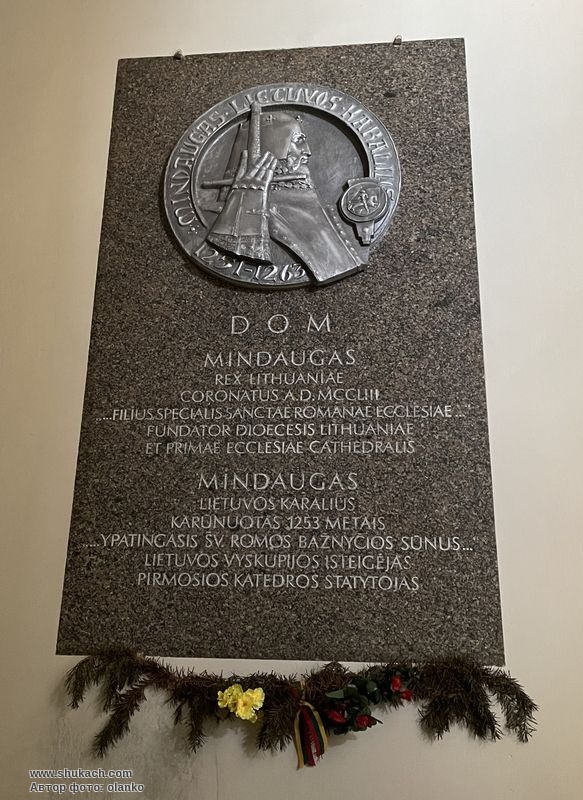 MINDAUGAS · LIETUVOS · KARALIUS
1251-1263
DOM
MINDAUGAS
REX LITHUANIAE
CORONATUS A.D. MCCLIII
"...FILIUS SPECIALIS SANCTAE ROMANAE ECCLESIAE..."
FUNDATOR DIOECESIS LITHUANIAE
ET PRIMAE ECCLESIAE CATHEDRALIS
MINDAUGAS
LIETUVOS KARALIUS
KARŪNUOTAS 1253 METAIS
"...YPATINGASIS ŠV. ROMOS BAŽNYČIOS SŪNUS..."
LIETUVOS VYSKUPIJOS ĮSTEIGĖJAS
PIRMOSIOS KATEDROS STATYTOJAS
www.shukach.com
Автор фото: olanko